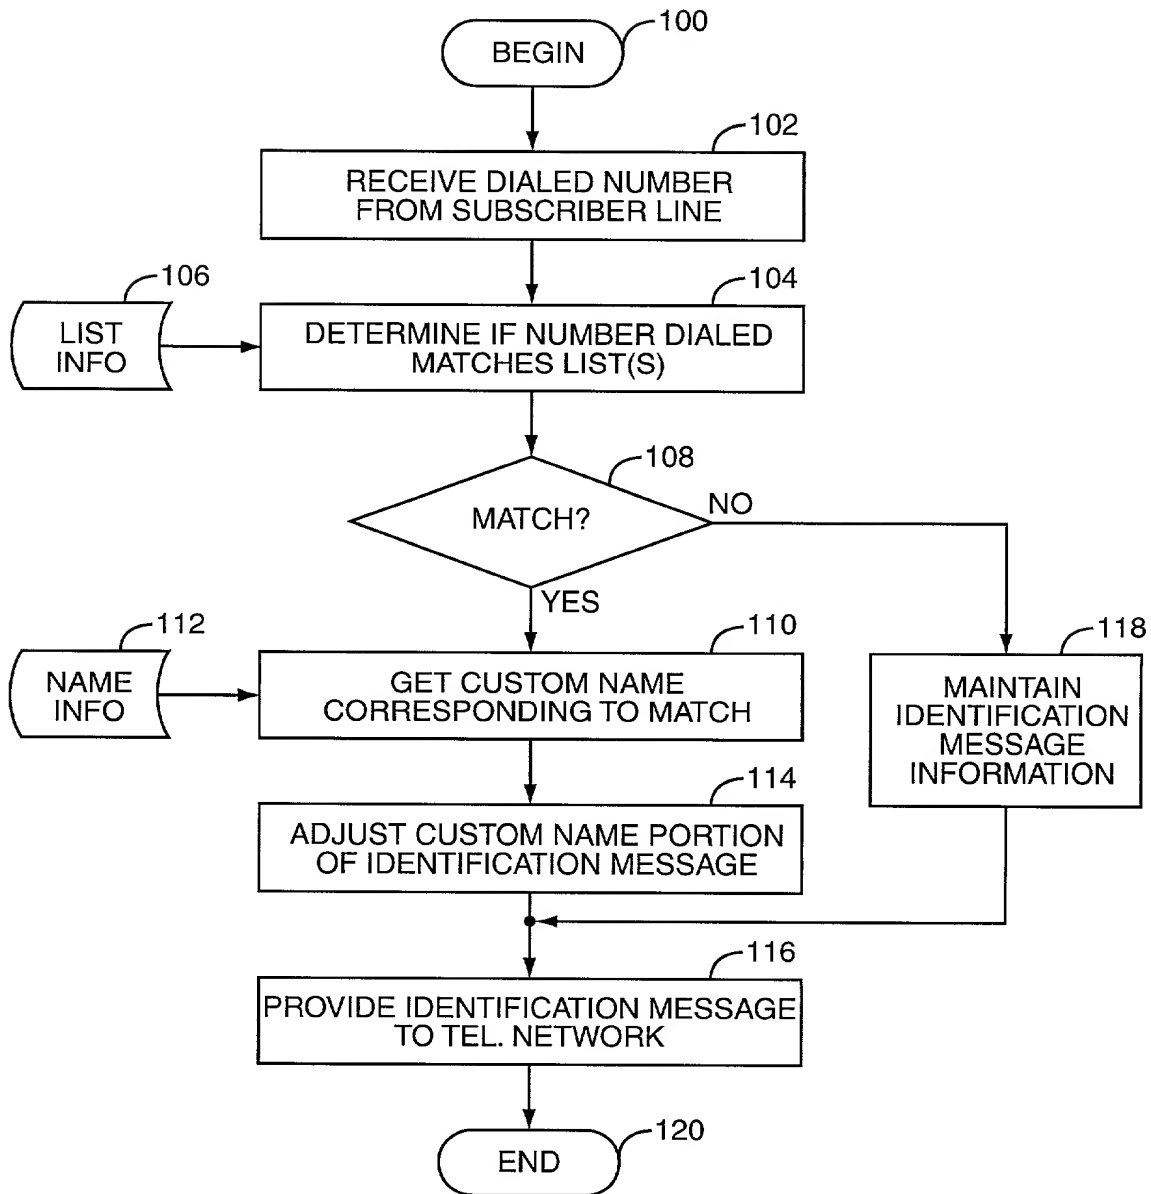 100
BEGIN
102
RECEIVE DIALED NUMBER
FROM SUBSCRIBER LINE
106
104
LIST
INFO
DETERMINE IF NUMBER DIALED
MATCHES LIST(S)
108
MATCH?
NO
YES
112
110
118
NAME
INFO
GET CUSTOM NAME
CORRESPONDING TO MATCH
MAINTAIN
IDENTIFICATION
MESSAGE
INFORMATION
114
ADJUST CUSTOM NAME PORTION
OF IDENTIFICATION MESSAGE
116
PROVIDE IDENTIFICATION MESSAGE
TO TEL. NETWORK
120
END